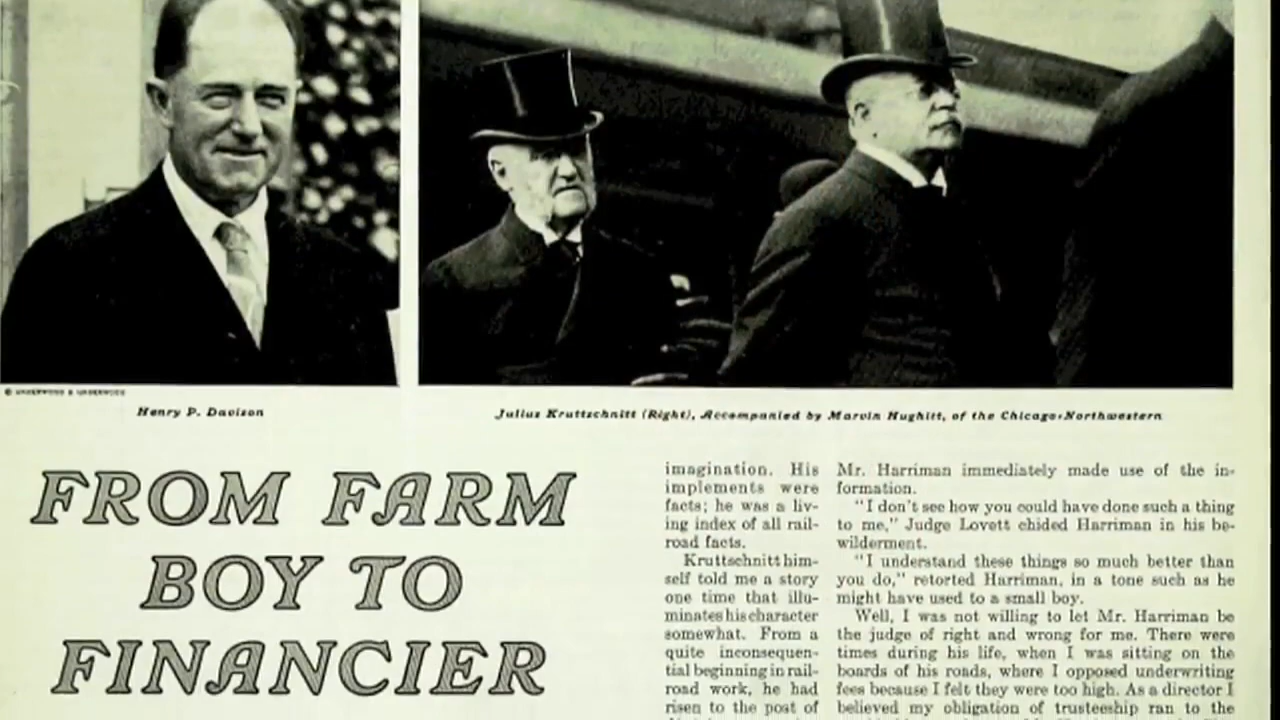 © UNDERWOOD & UNDERWOOD
Henry P. Davison
Julius Kruttschnitt (Right), Accompanied by Marvin Hughitt, of the Chicago-Northwestern
FROM FARM
BOY TO
FINANCIER
imagination. His
implements were
facts; he was a liv-
ing index of all rail-
road facts.
Kruttschnitt him-
self told me a story
one time that illu-
minates his character
somewhat. From a
quite inconsequen-
tial beginning in rail-
road work, he had
risen to the post of
Mr. Harriman immediately made use of the in-
formation.
"I don't see how you could have done such a thing
to me," Judge Lovett chided Harriman in his be-
wilderment.
"I understand these things so much better than
you do," retorted Harriman, in a tone such as he
might have used to a small boy.
Well, I was not willing to let Mr. Harriman be
the judge of right and wrong for me. There were
times during his life, when I was sitting on the
boards of his roads, where I opposed underwriting
fees because I felt they were too high. As a director I
believed my obligation of trusteeship ran to the